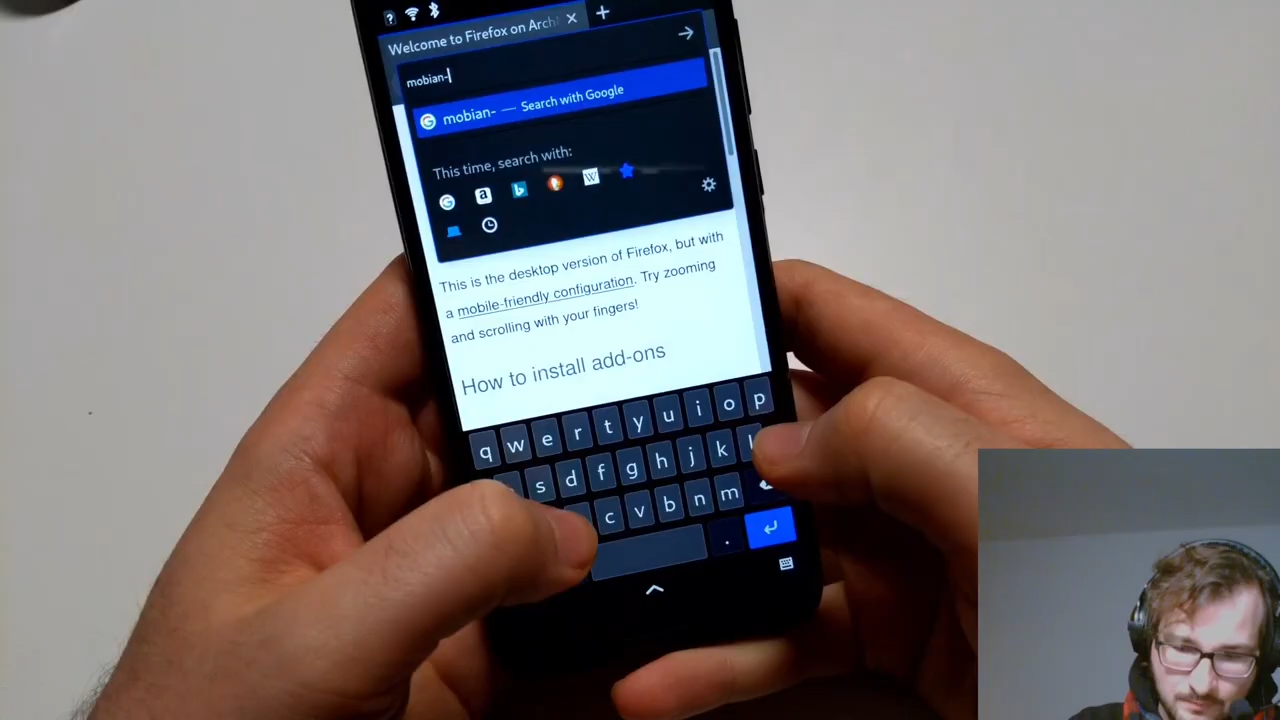 Welcome to Firefox on Arch
mobian-
mobian- — Search with Google
This time, search with:
This is the desktop version of Firefox, but with
a mobile-friendly configuration. Try zooming
and scrolling with your fingers!
How to install add-ons
q w e r t y u i o p
s d f g h j k l
c v b n m
.